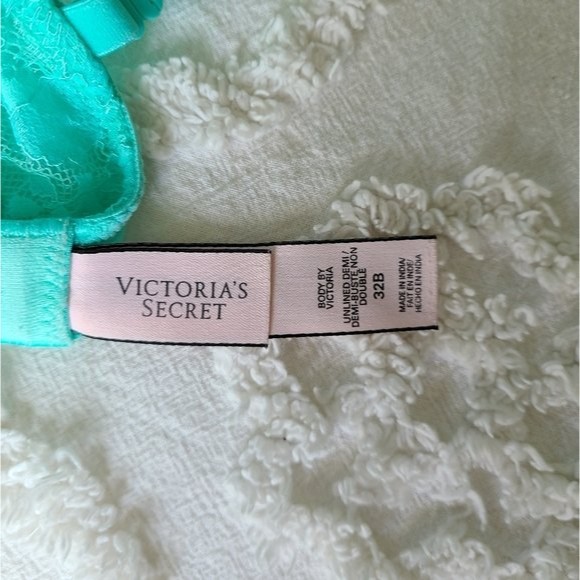 VICTORIA'S
SECRET
BODY BY
VICTORIA
UNLINED DEMI /
DEMI-BUSTE NON
DOUBLÉ
32B
MADE IN INDIA/
FAIT EN INDE/
HECHO EN INDIA